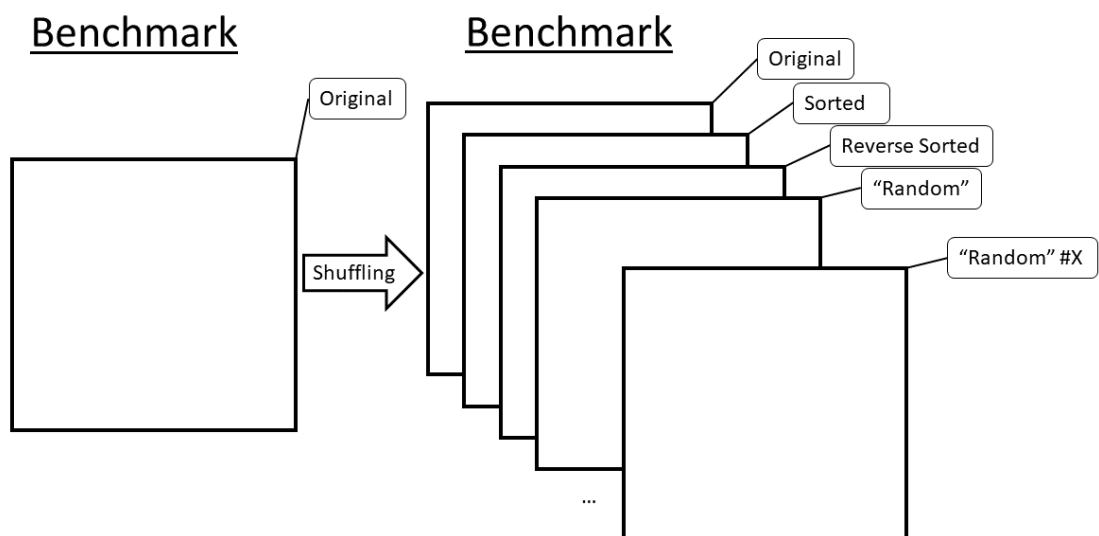 Benchmark
Benchmark
Original
Original
Sorted
Reverse Sorted
“Random”
Shuffling
“Random” #X
...